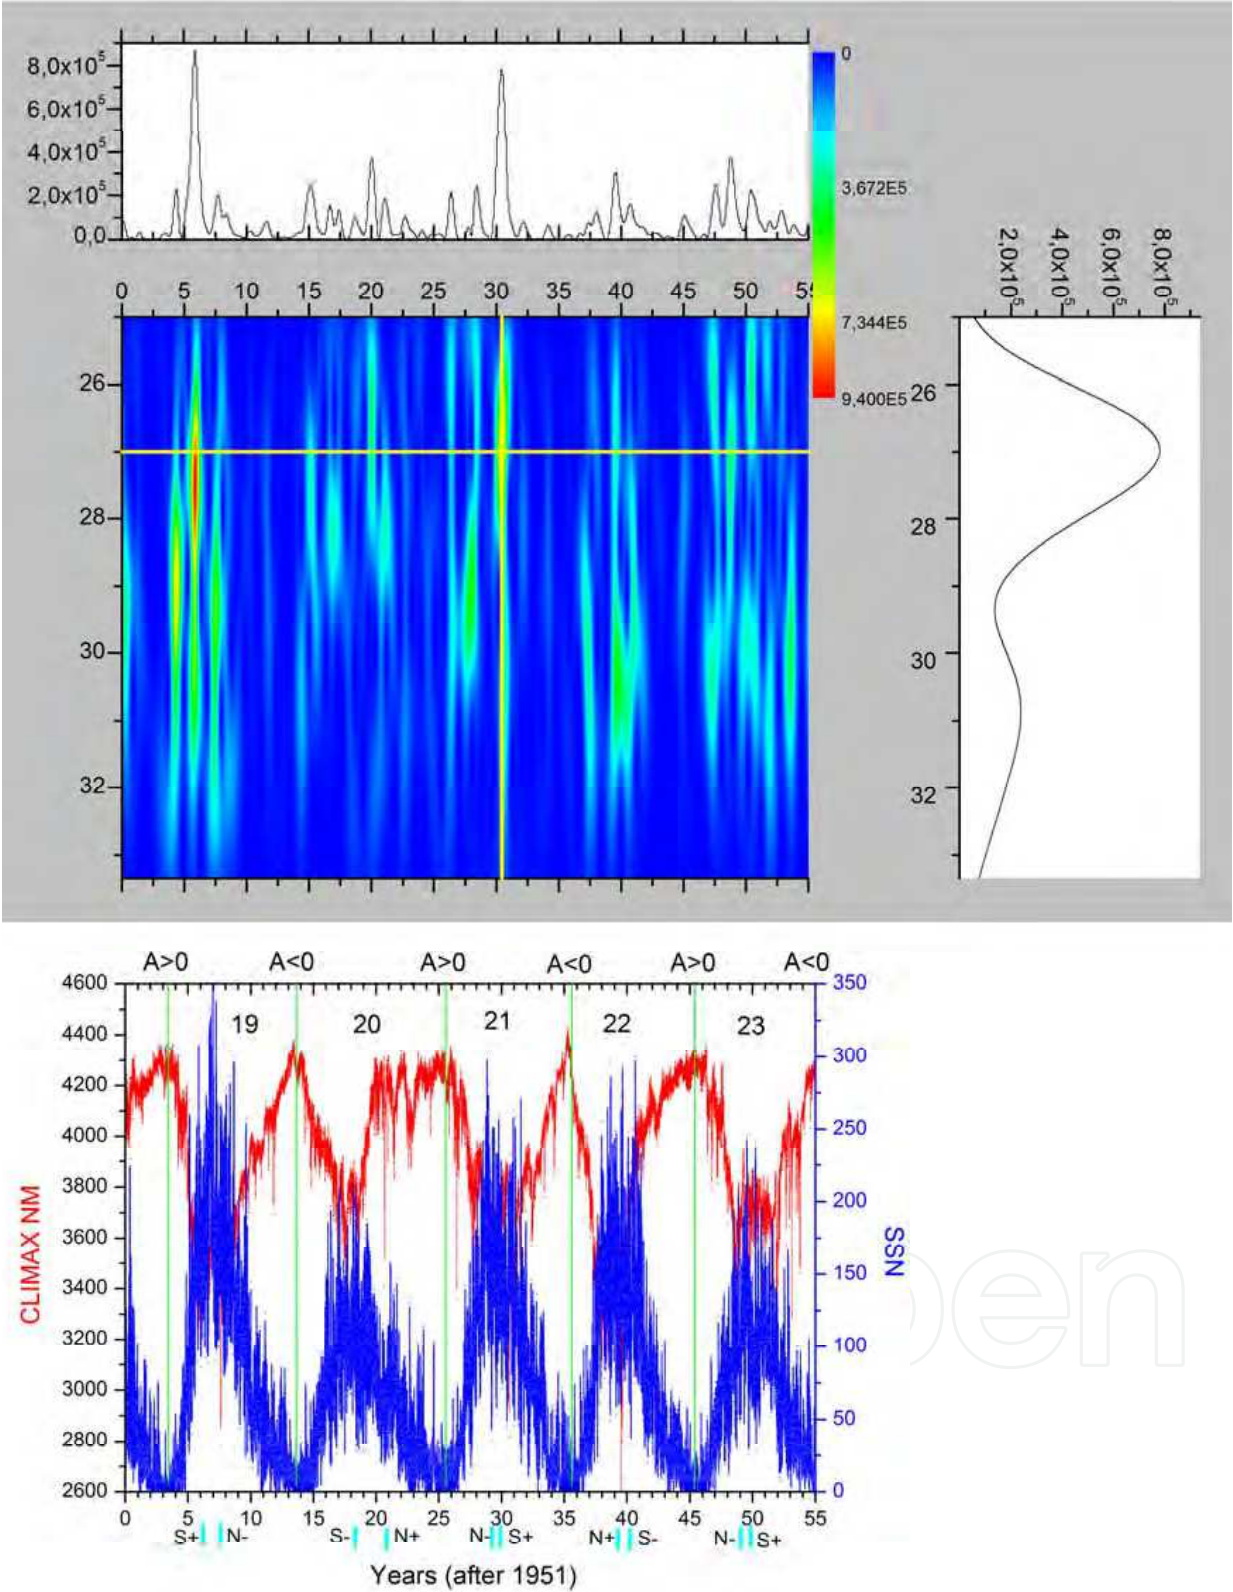 8,0x10⁵
6,0x10⁵
4,0x10⁵
2,0x10⁵
0,0
0
3,672E5
7,344E5
9,400E5
0 5 10 15 20 25 30 35 40 45 50 55
26
28
30
32
2,0x10⁵ 4,0x10⁵ 6,0x10⁵ 8,0x10⁵
26
28
30
32
A>0 A<0 A>0 A<0 A>0 A<0
19 20 21 22 23
4600
4400
4200
4000
3800
3600
3400
3200
3000
2800
2600
CLIMAX NM
350
300
250
200
150
100
50
0
SSN
0 5 10 15 20 25 30 35 40 45 50 55
S+ N- S- N+ N- S+ N+ S- N- S+
Years (after 1951)
pen